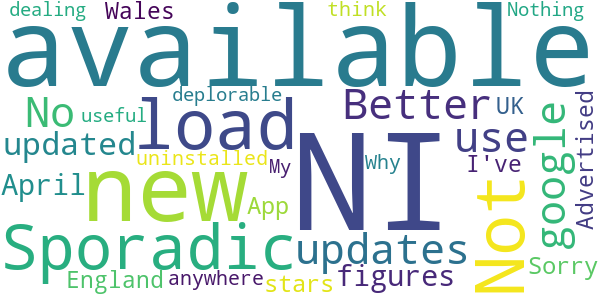 dealing Wales think Nothing
available
deplorable
No useful load Better UK google Advertised
updated uninstalled NI use
My Why I've
April new App Not
Sporadic updates Sorry
England anywhere stars figures